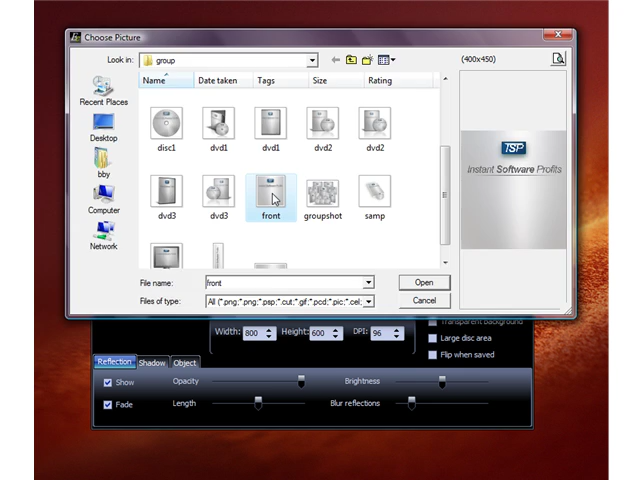 Choose Picture
Look in: group
(400x450)
Name Date taken Tags Size Rating
Recent Places
Desktop
bby
Computer
Network
disc1 dvd1 dvd1 dvd2 dvd2
dvd3 dvd3 front groupshot samp
TSP
Instant Software Profits
File name: front Open
Files of type: All (*.png;*.png;*.psp;*.cut;*.gif;*.pcd;*.pic;*.cel; Cancel
Width: 800 Height: 600 DPI: 96
Transparent background
Large disc area
Flip when saved
Reflection Shadow Object
Show Opacity Brightness
Fade Length Blur reflections